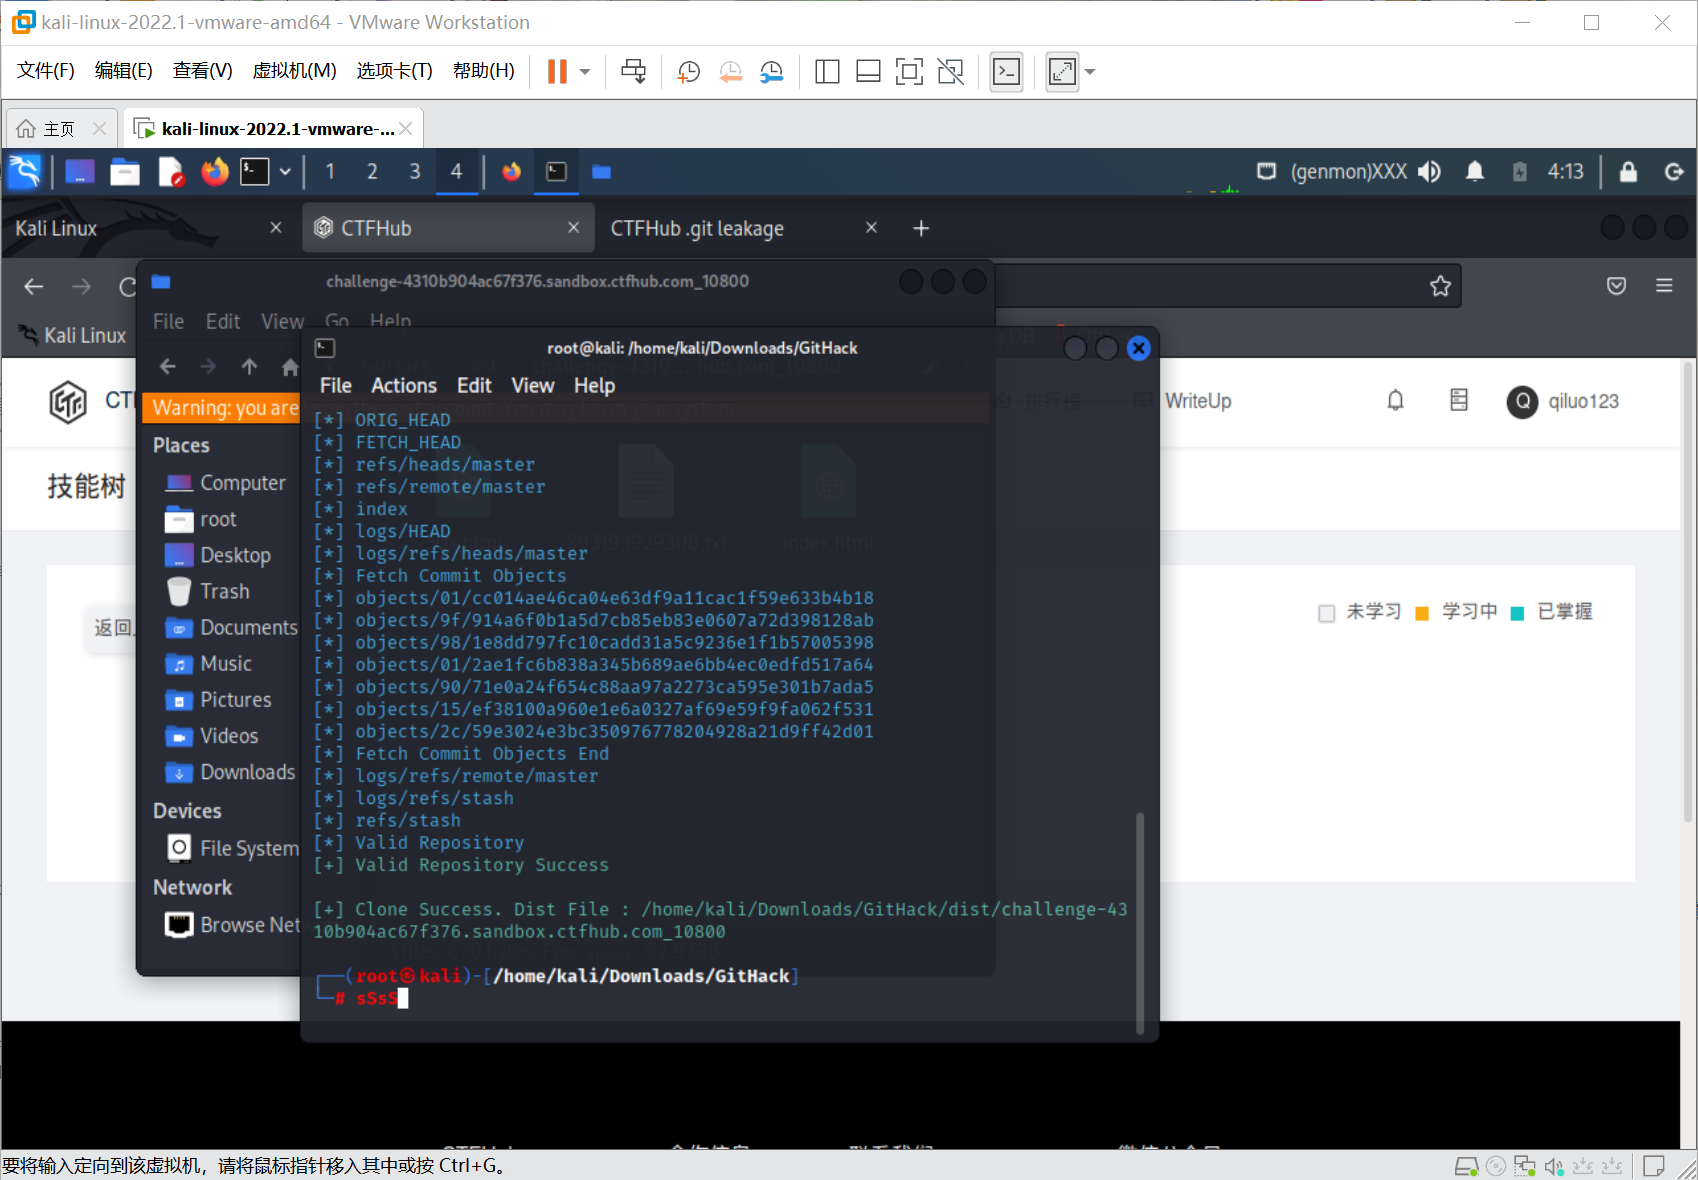 kali-linux-2022.1-vmware-amd64 - VMware Workstation
文件(F) 编辑(E) 查看(V) 虚拟机(M) 选项卡(T) 帮助(H)
主页 kali-linux-2022.1-vmware-...
1 2 3 4 (genmon)XXX 4:13
Kali Linux CTFHub CTFHub .git leakage
challenge-4310b904ac67f376.sandbox.ctfhub.com_10800
File Edit View Go Help
Kali Linux
root@kali: /home/kali/Downloads/GitHack
File Actions Edit View Help
WriteUp qiluo123
Warning: you are
Places
Computer
root
Desktop
Trash
Documents
Music
Pictures
Videos
Downloads
Devices
File System
Network
Browse Net
技能树
返回
未学习 学习中 已掌握
[*] ORIG_HEAD
[*] FETCH_HEAD
[*] refs/heads/master
[*] refs/remote/master
[*] index
[*] logs/HEAD
[*] logs/refs/heads/master
[*] Fetch Commit Objects
[*] objects/01/cc014ae46ca04e63df9a11cac1f59e633b4b18
[*] objects/9f/914a6f0b1a5d7cb85eb83e0607a72d398128ab
[*] objects/98/1e8dd797fc10cadd31a5c9236e1f1b57005398
[*] objects/01/2ae1fc6b838a345b689ae6bb4ec0edfd517a64
[*] objects/90/71e0a24f654c88aa97a2273ca595e301b7ada5
[*] objects/15/ef38100a960e1e6a0327af69e59f9fa062f531
[*] objects/2c/59e3024e3bc350976778204928a21d9ff42d01
[*] Fetch Commit Objects End
[*] logs/refs/remote/master
[*] logs/refs/stash
[*] refs/stash
[*] Valid Repository
[+] Valid Repository Success
[+] Clone Success. Dist File : /home/kali/Downloads/GitHack/dist/challenge-43
10b904ac67f376.sandbox.ctfhub.com_10800
(root㉿kali)-[/home/kali/Downloads/GitHack]
# sSsS
要将输入定向到该虚拟机，请将鼠标指针移入其中或按 Ctrl+G。